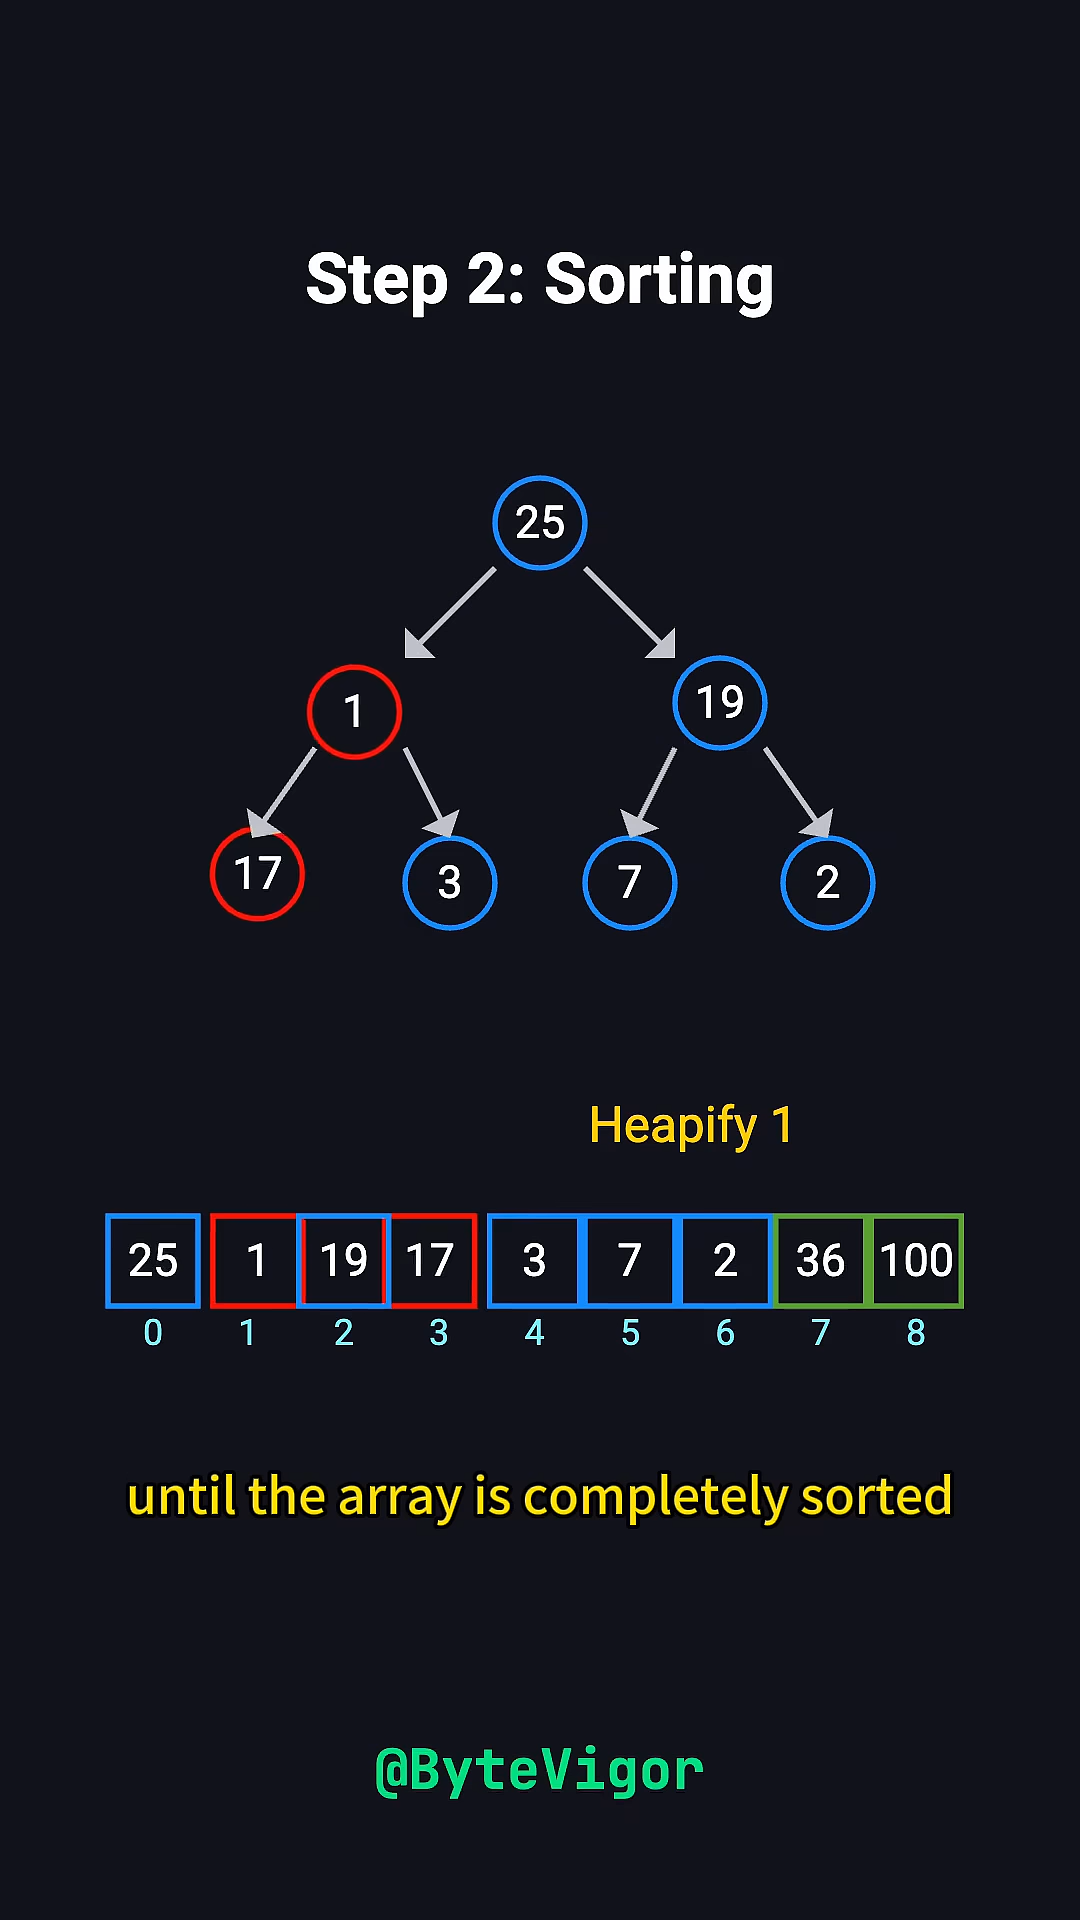 Step 2: Sorting
25
1 19
17 3 7 2
Heapify 1
25 1 19 17 3 7 2 36 100
0 1 2 3 4 5 6 7 8
until the array is completely sorted
@ByteVigor